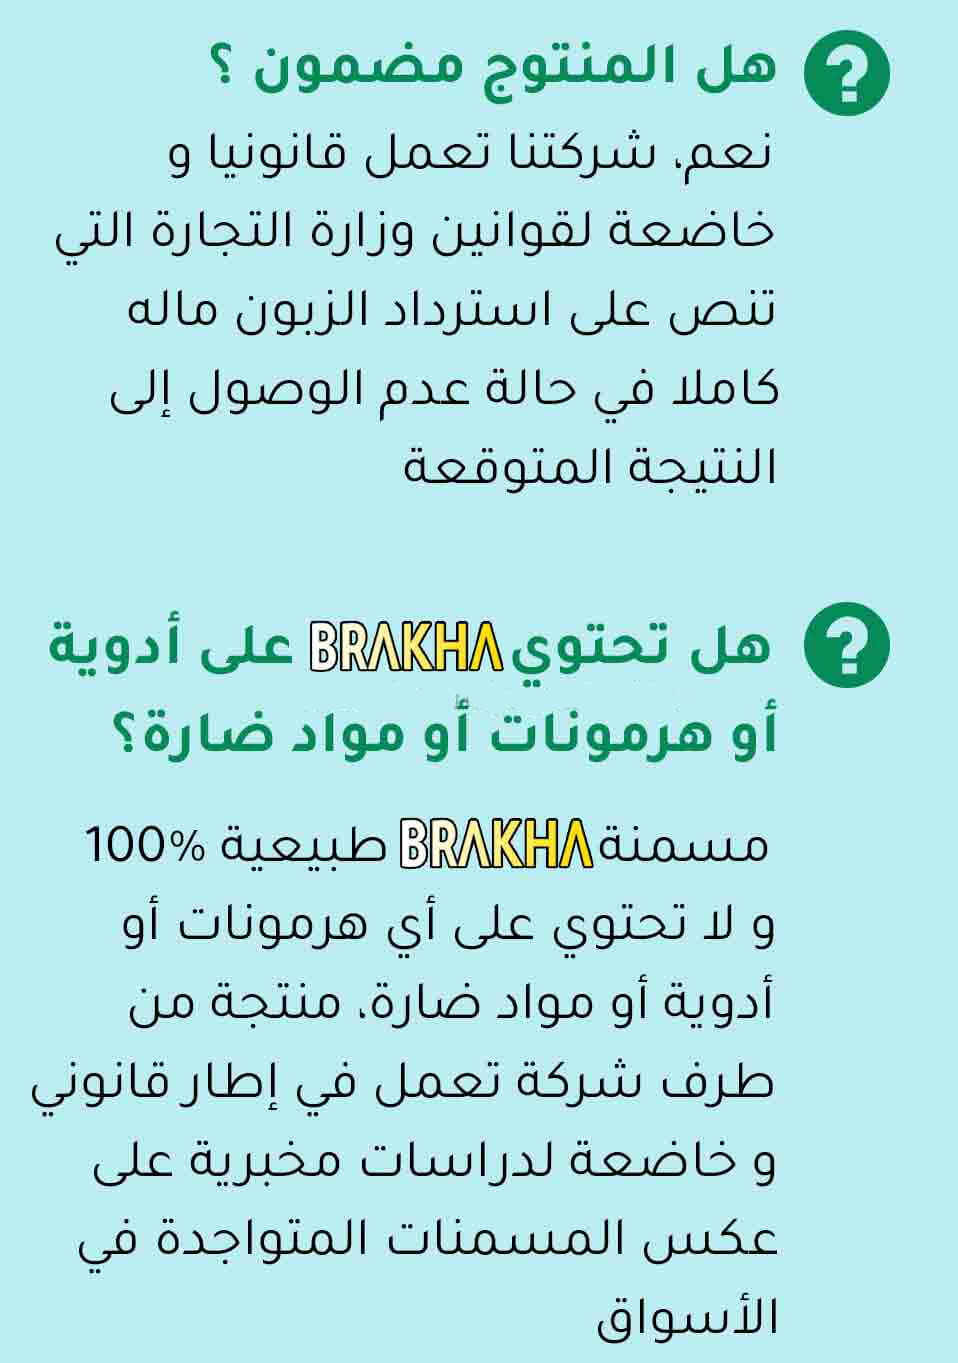 هل المنتوج مضمون ؟
نعم، شركتنا تعمل قانونيا و
خاضعة لقوانين وزارة التجارة التي
تنص على استرداد الزبون ماله
كاملا في حالة عدم الوصول إلى
النتيجة المتوقعة
هل تحتوي BRAKHA على أدوية
أو هرمونات أو مواد ضارة؟
مسمنة BRAKHA طبيعية %100
و لا تحتوي على أي هرمونات أو
أدوية أو مواد ضارة، منتجة من
طرف شركة تعمل في إطار قانوني
و خاضعة لدراسات مخبرية على
عكس المسمنات المتواجدة في
الأسواق